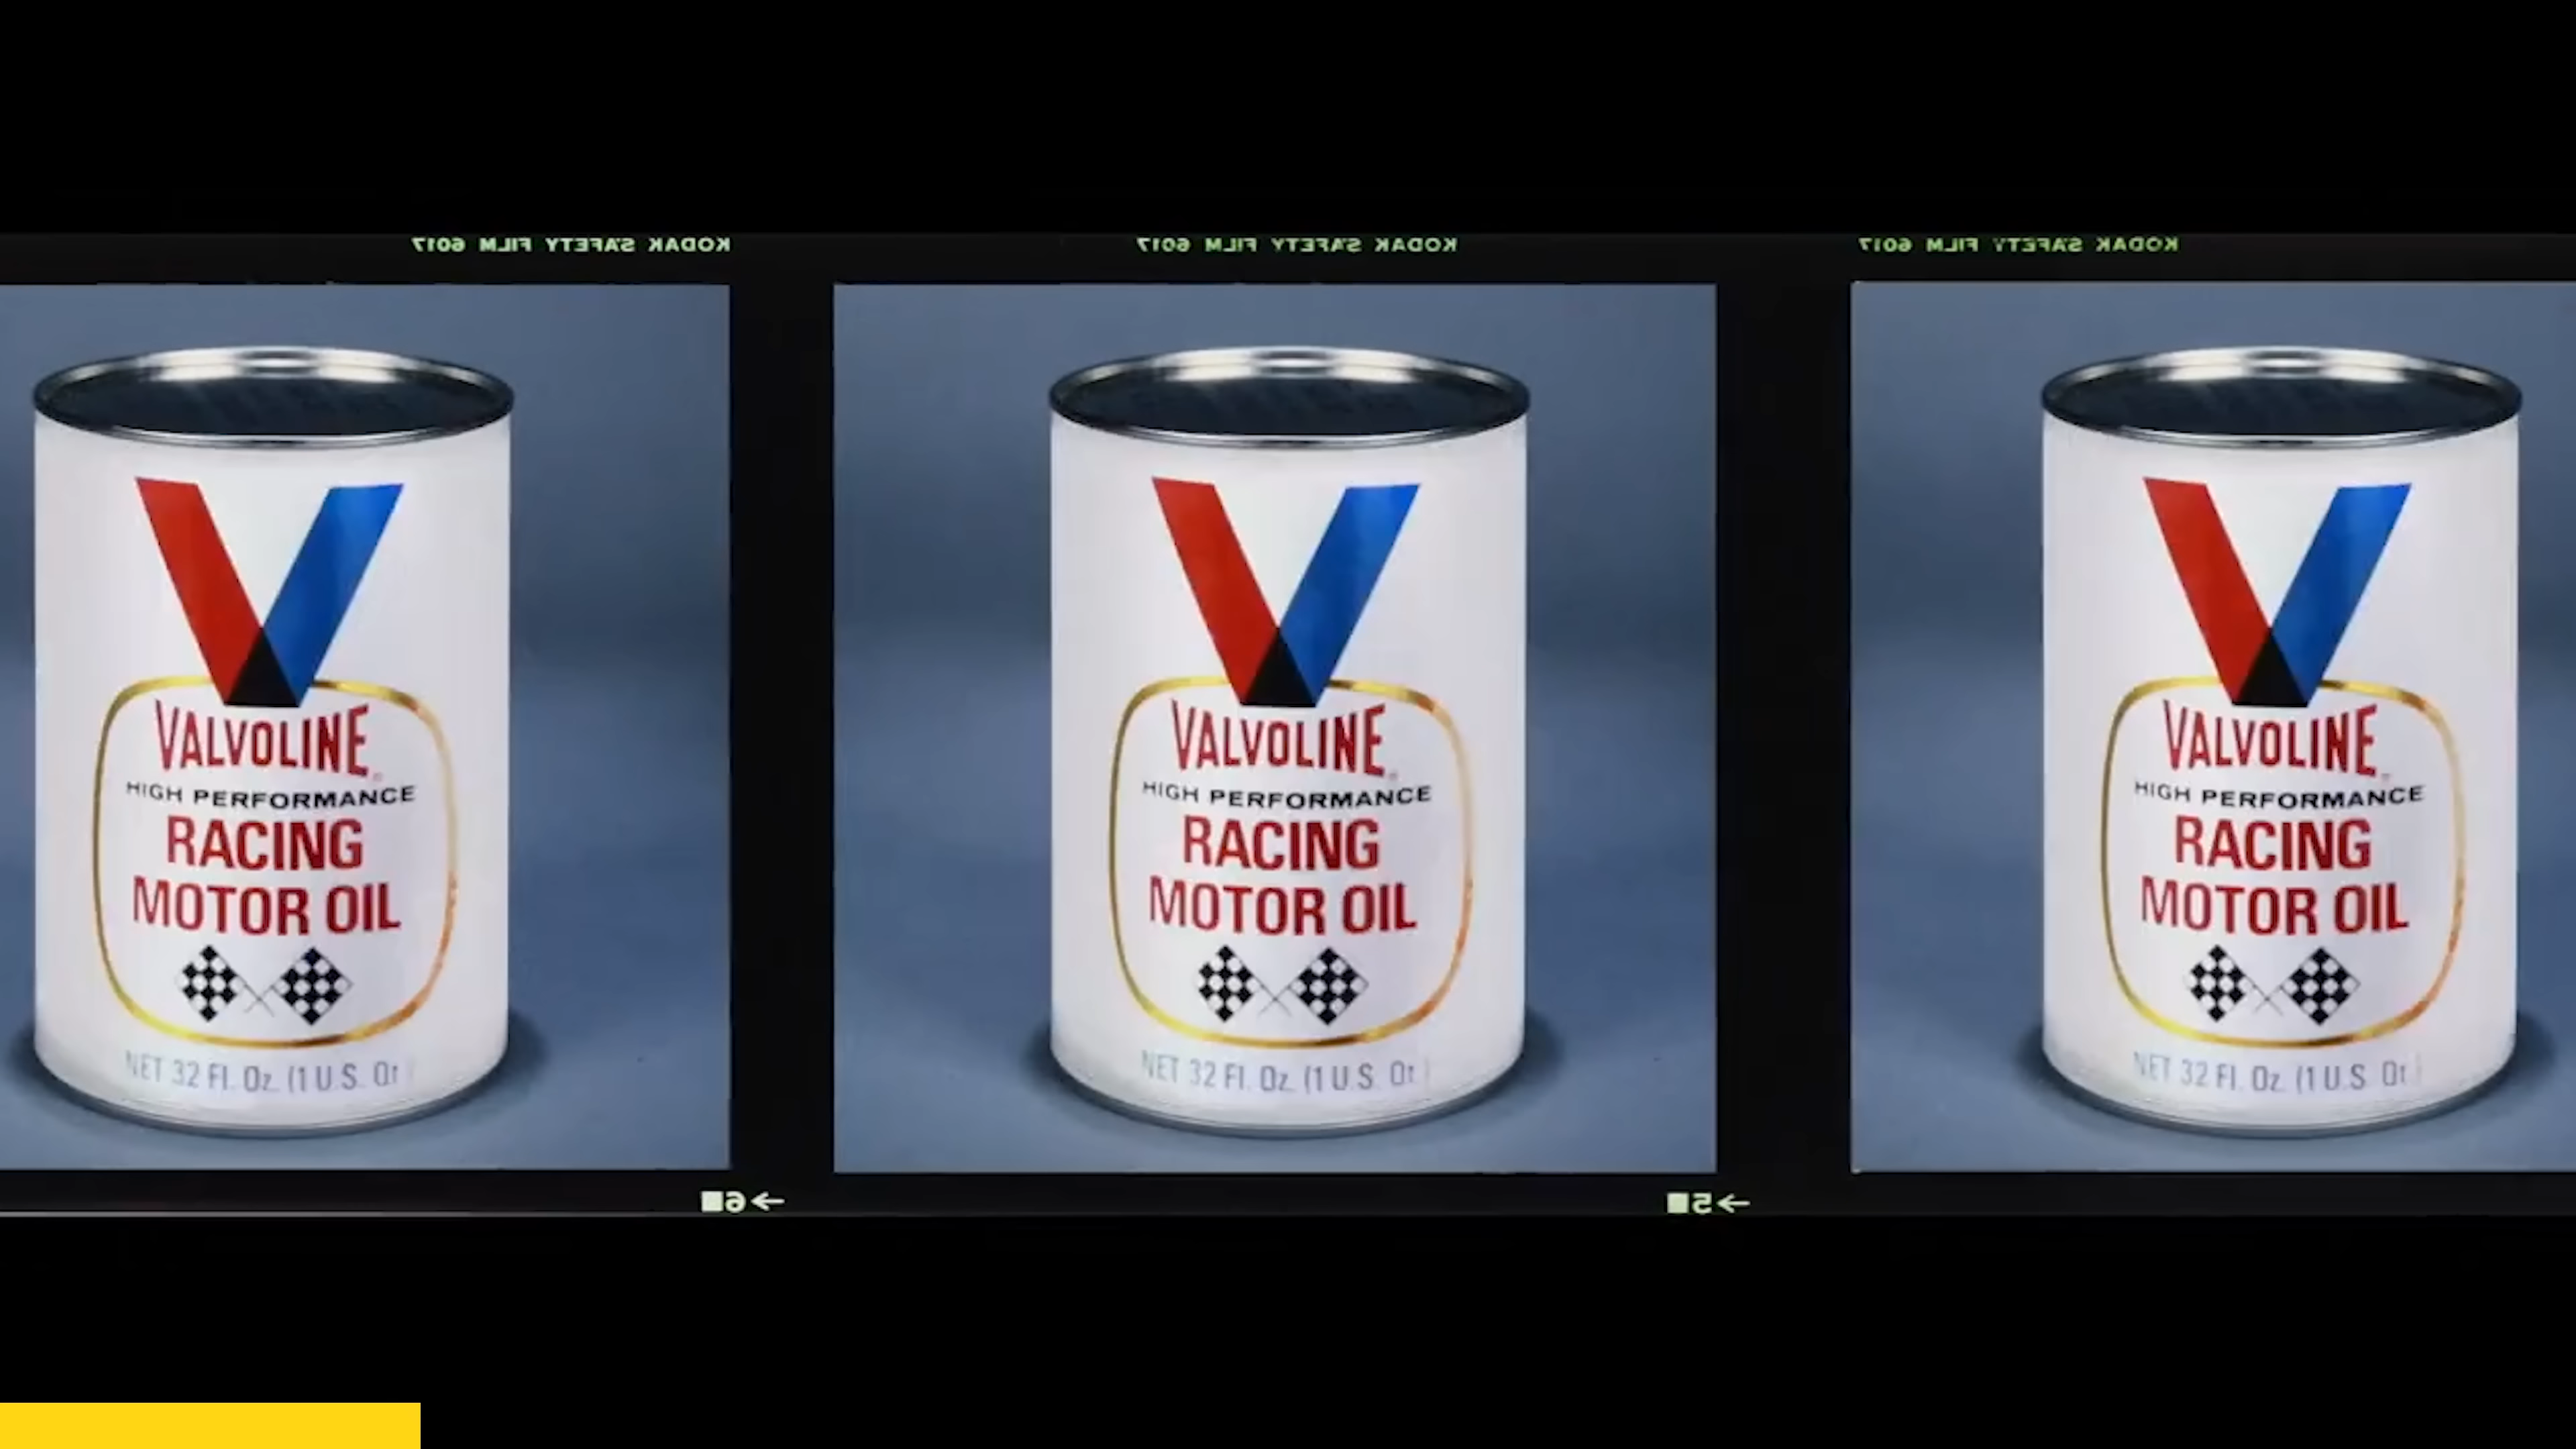 KODAK SAFETY FILM 6017
KODAK SAFETY FILM 6017
KODAK SAFETY FILM 6017
VALVOLINE
HIGH PERFORMANCE
RACING
MOTOR OIL
NET 32 Fl. Oz. (1 U.S. Qt.)
VALVOLINE
HIGH PERFORMANCE
RACING
MOTOR OIL
NET 32 Fl. Oz. (1 U.S. Qt.)
VALVOLINE
HIGH PERFORMANCE
RACING
MOTOR OIL
NET 32 Fl. Oz. (1 U.S. Qt.)
→6
→5